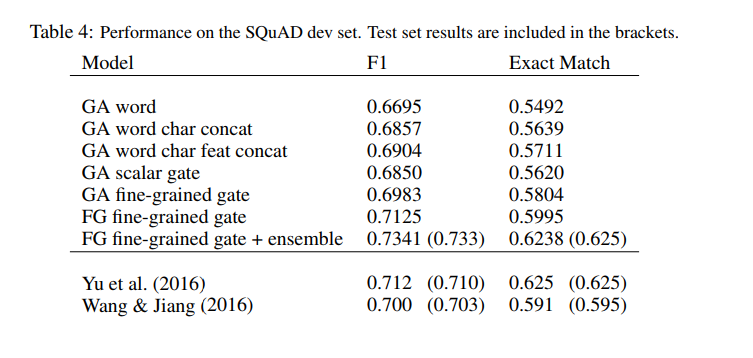 Table 4: Performance on the SQuAD dev set. Test set results are included in the brackets.
Model F1 Exact Match
GA word 0.6695 0.5492
GA word char concat 0.6857 0.5639
GA word char feat concat 0.6904 0.5711
GA scalar gate 0.6850 0.5620
GA fine-grained gate 0.6983 0.5804
FG fine-grained gate 0.7125 0.5995
FG fine-grained gate + ensemble 0.7341 (0.733) 0.6238 (0.625)
Yu et al. (2016) 0.712 (0.710) 0.625 (0.625)
Wang & Jiang (2016) 0.700 (0.703) 0.591 (0.595)